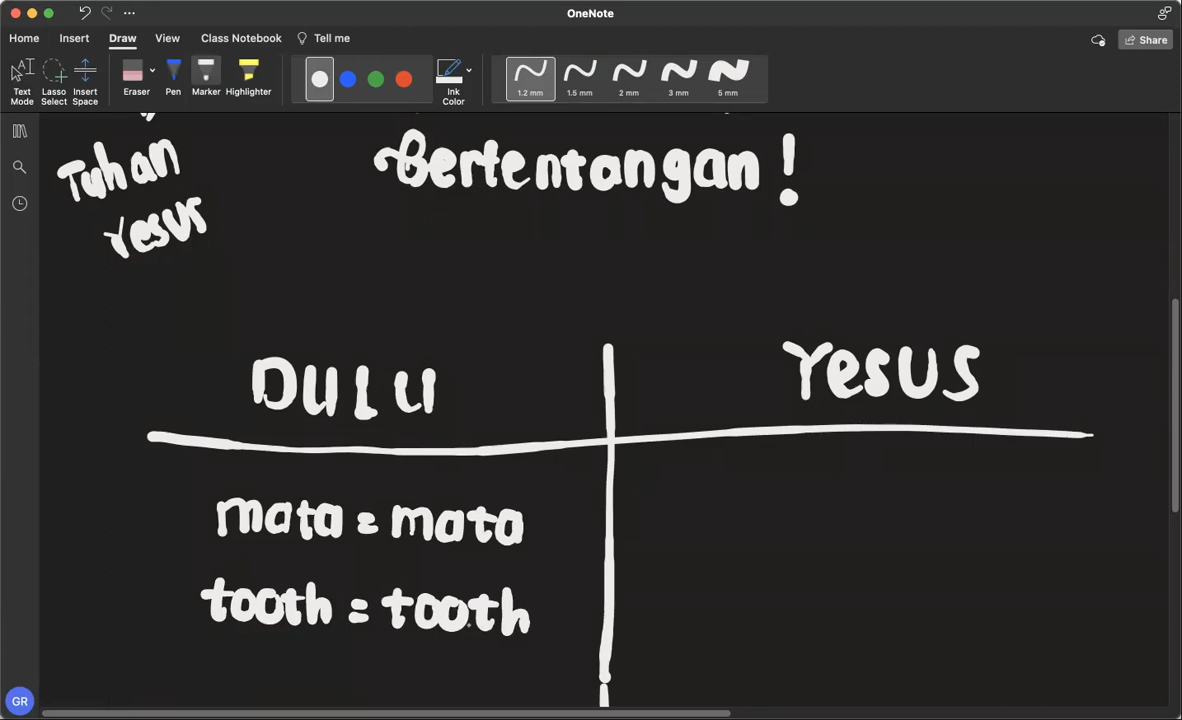 OneNote
Home Insert Draw View Class Notebook Tell me
Share
Text Mode
Lasso Select
Insert Space
Eraser
Pen
Marker
Highlighter
Ink Color
1.2 mm
1.5 mm
2 mm
3 mm
5 mm
Tuhan
Yesus
Bertentangan !
DULU
Yesus
mata = mata
tooth = tooth
GR